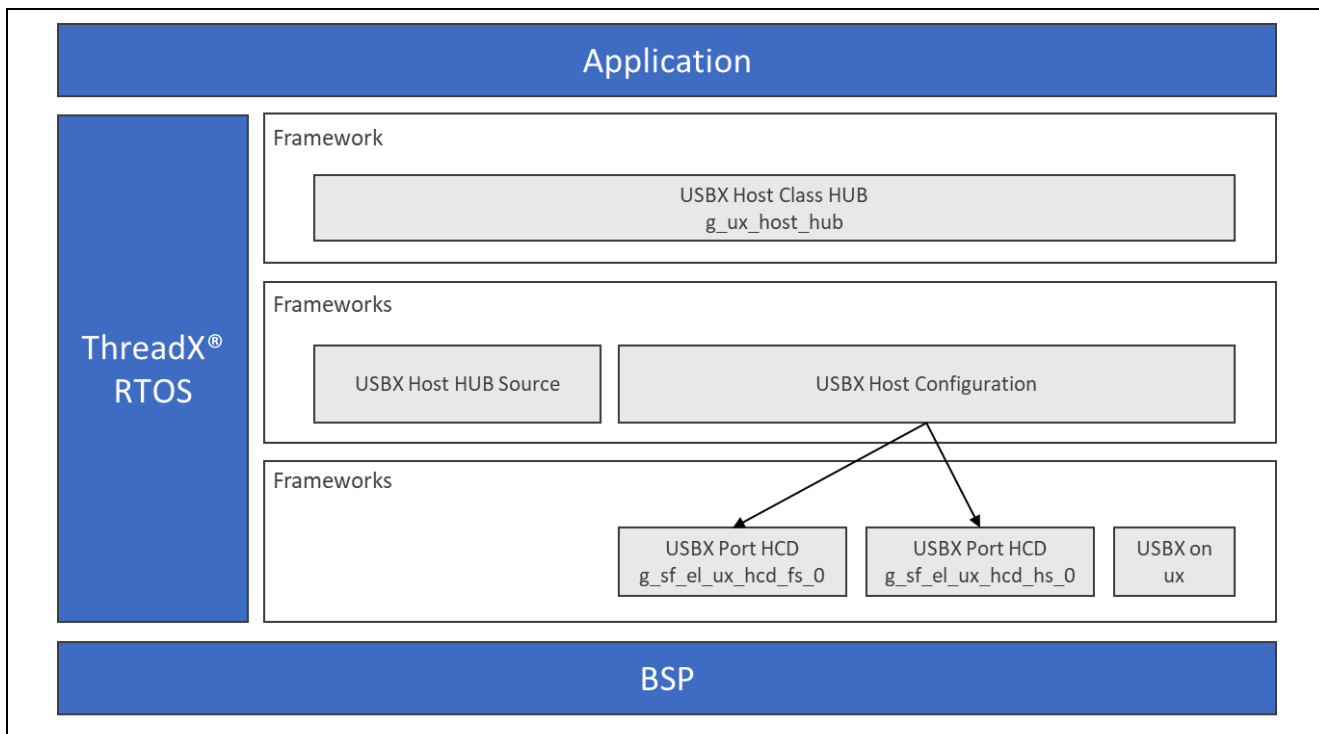 Application
ThreadX®
RTOS
Framework
USBX Host Class HUB
g_ux_host_hub
Frameworks
USBX Host HUB Source
USBX Host Configuration
Frameworks
USBX Port HCD
g_sf_el_ux_hcd_fs_0
USBX Port HCD
g_sf_el_ux_hcd_hs_0
USBX on
ux
BSP